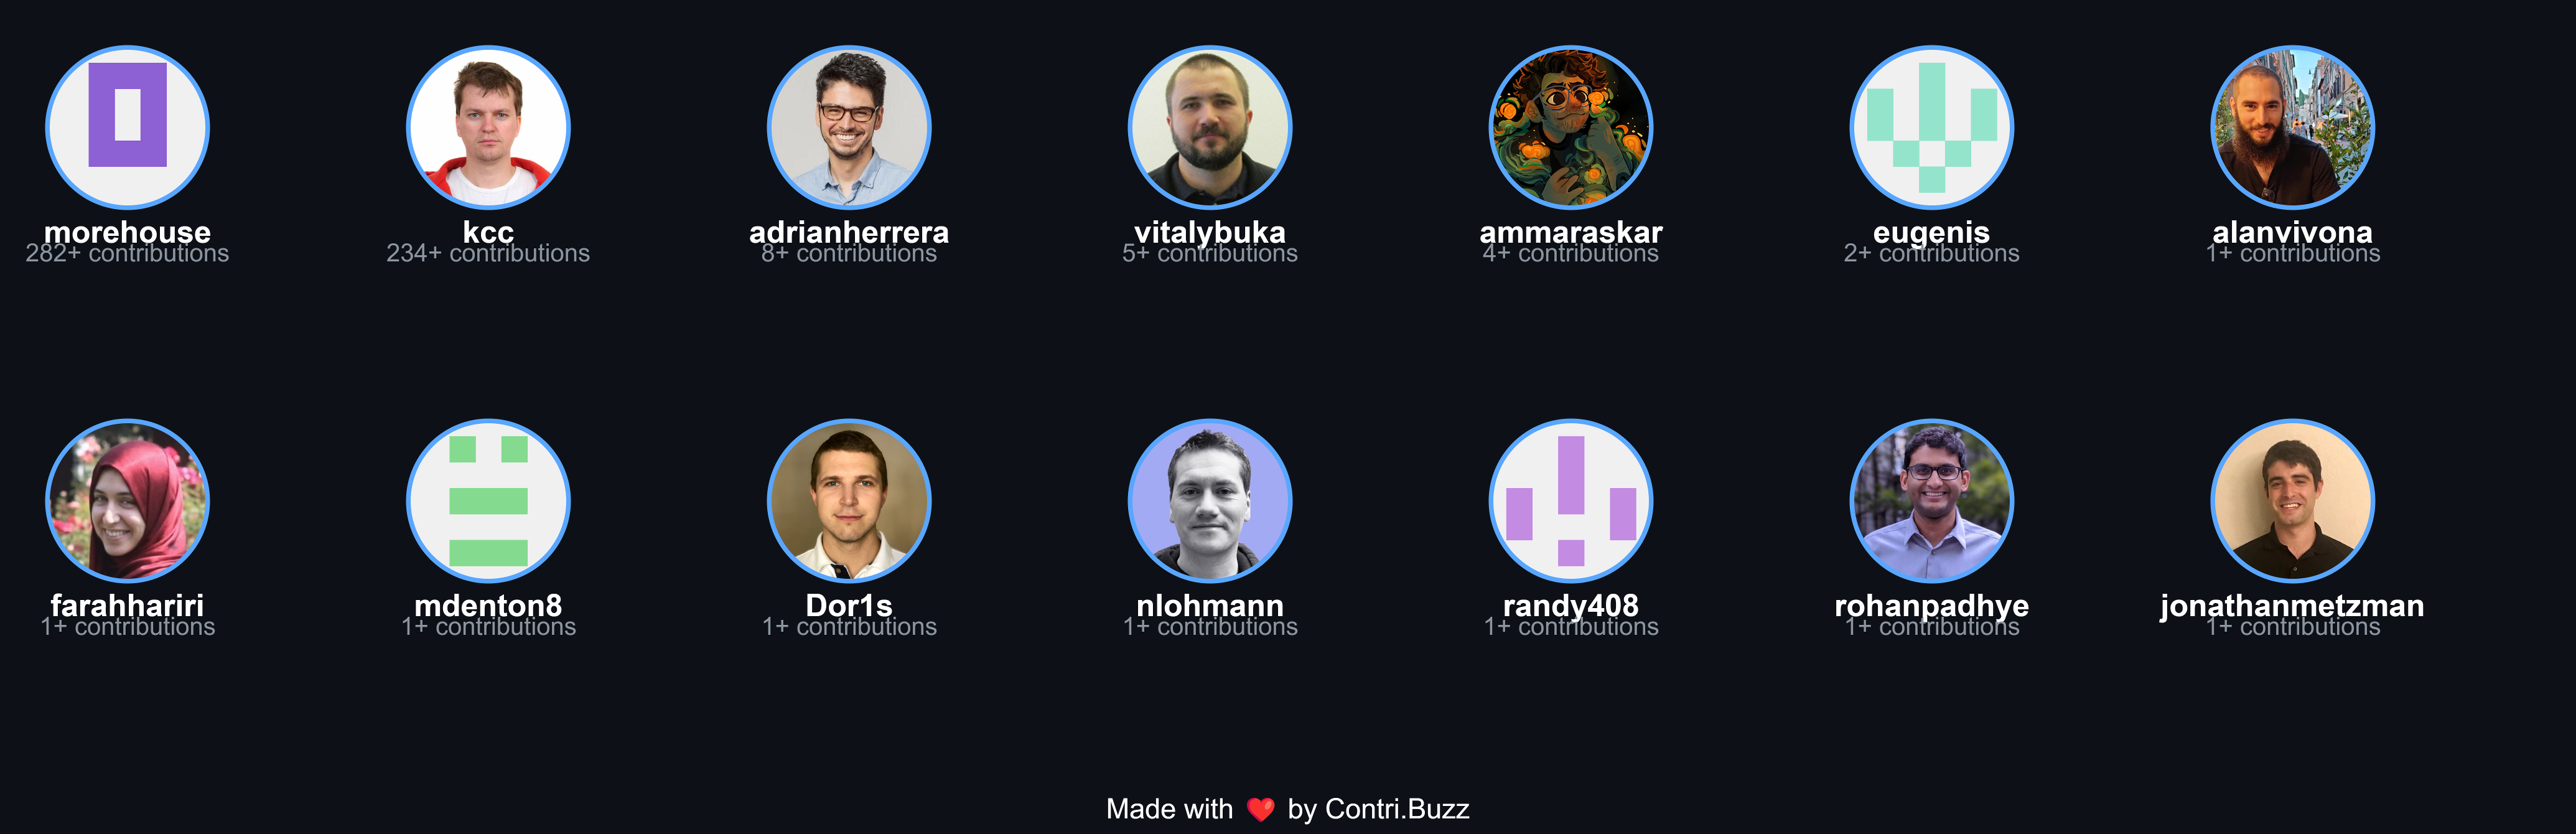 morehouse
282+ contributions
kcc
234+ contributions
adrianherrera
8+ contributions
vitalybuka
5+ contributions
ammaraskar
4+ contributions
eugenis
2+ contributions
alanvivona
1+ contributions
farahhariri
1+ contributions
mdenton8
1+ contributions
Dor1s
1+ contributions
nlohmann
1+ contributions
randy408
1+ contributions
rohanpadhye
1+ contributions
jonathanmetzman
1+ contributions
Made with ❤️ by Contri.Buzz